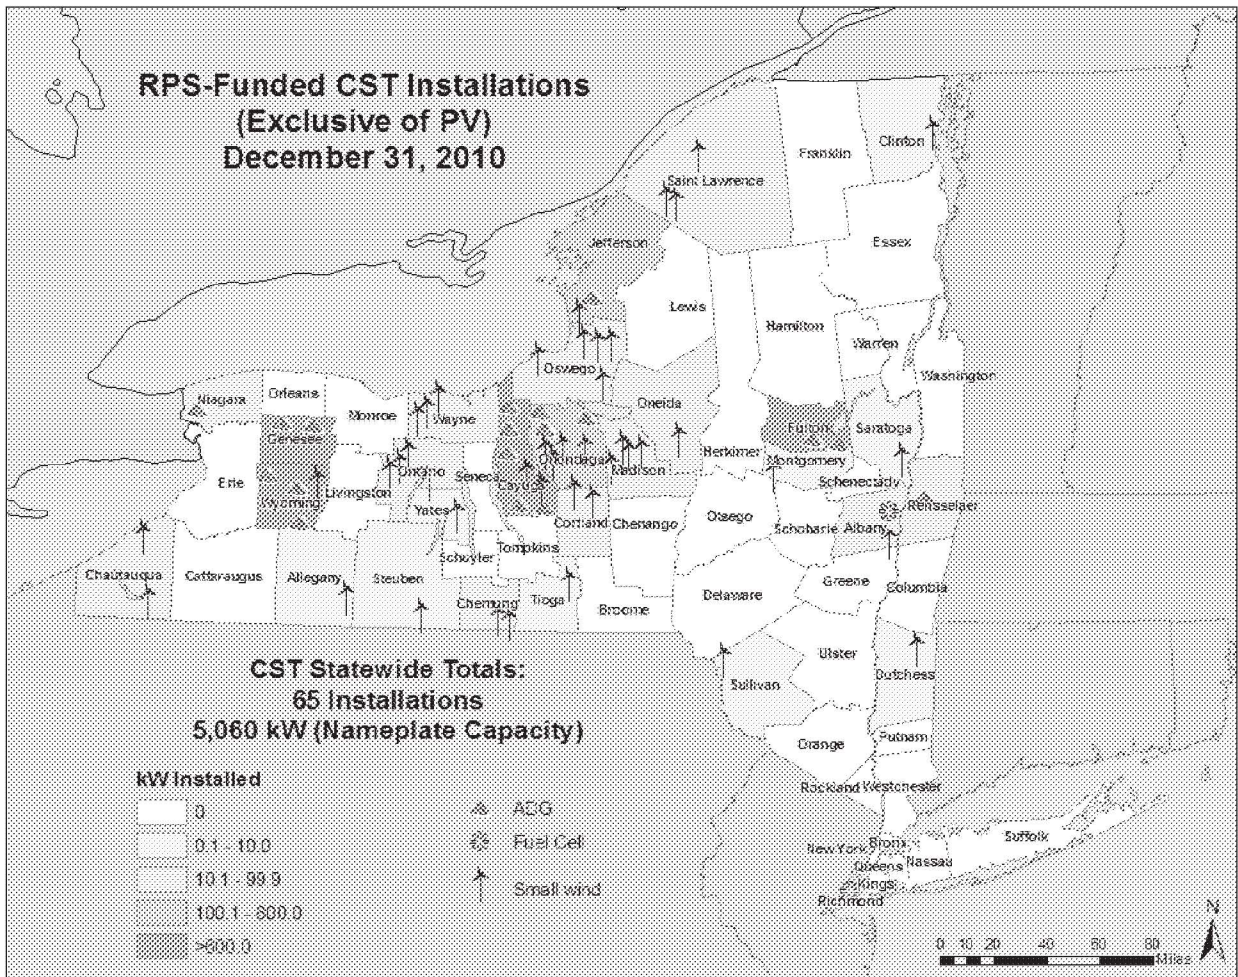 RPS-Funded CST Installations
(Exclusive of PV)
December 31, 2010
Clinton
Franklin
Saint Lawrence
Jefferson
Essex
Lewis
Hamilton
Warren
Oswego
Washington
Niagara
Orleans
Monroe
Wayne
Oneida
Genesee
Fulton
Saratoga
Herkimer
Montgomery
Erie
Wyoming
Livingston
Ontario
Seneca
Cayuga
Onondaga
Madison
Schenectady
Yates
Cortland
Chenango
Otsego
Schoharie
Albany
Rensselaer
Schuyler
Tompkins
Chautauqua
Cattaraugus
Allegany
Steuben
Chemung
Tioga
Broome
Delaware
Greene
Columbia
Ulster
Dutchess
Sullivan
CST Statewide Totals:
65 Installations
5,060 kW (Nameplate Capacity)
Orange
Putnam
Rockland
Westchester
New York
Bronx
Queens
Kings
Richmond
Nassau
Suffolk
kW Installed
0
0.1 - 10.0
10.1 - 99.9
100.1 - 600.0
>600.0
ADG
Fuel Cell
Small wind
N
0 10 20 40 60 80
Miles